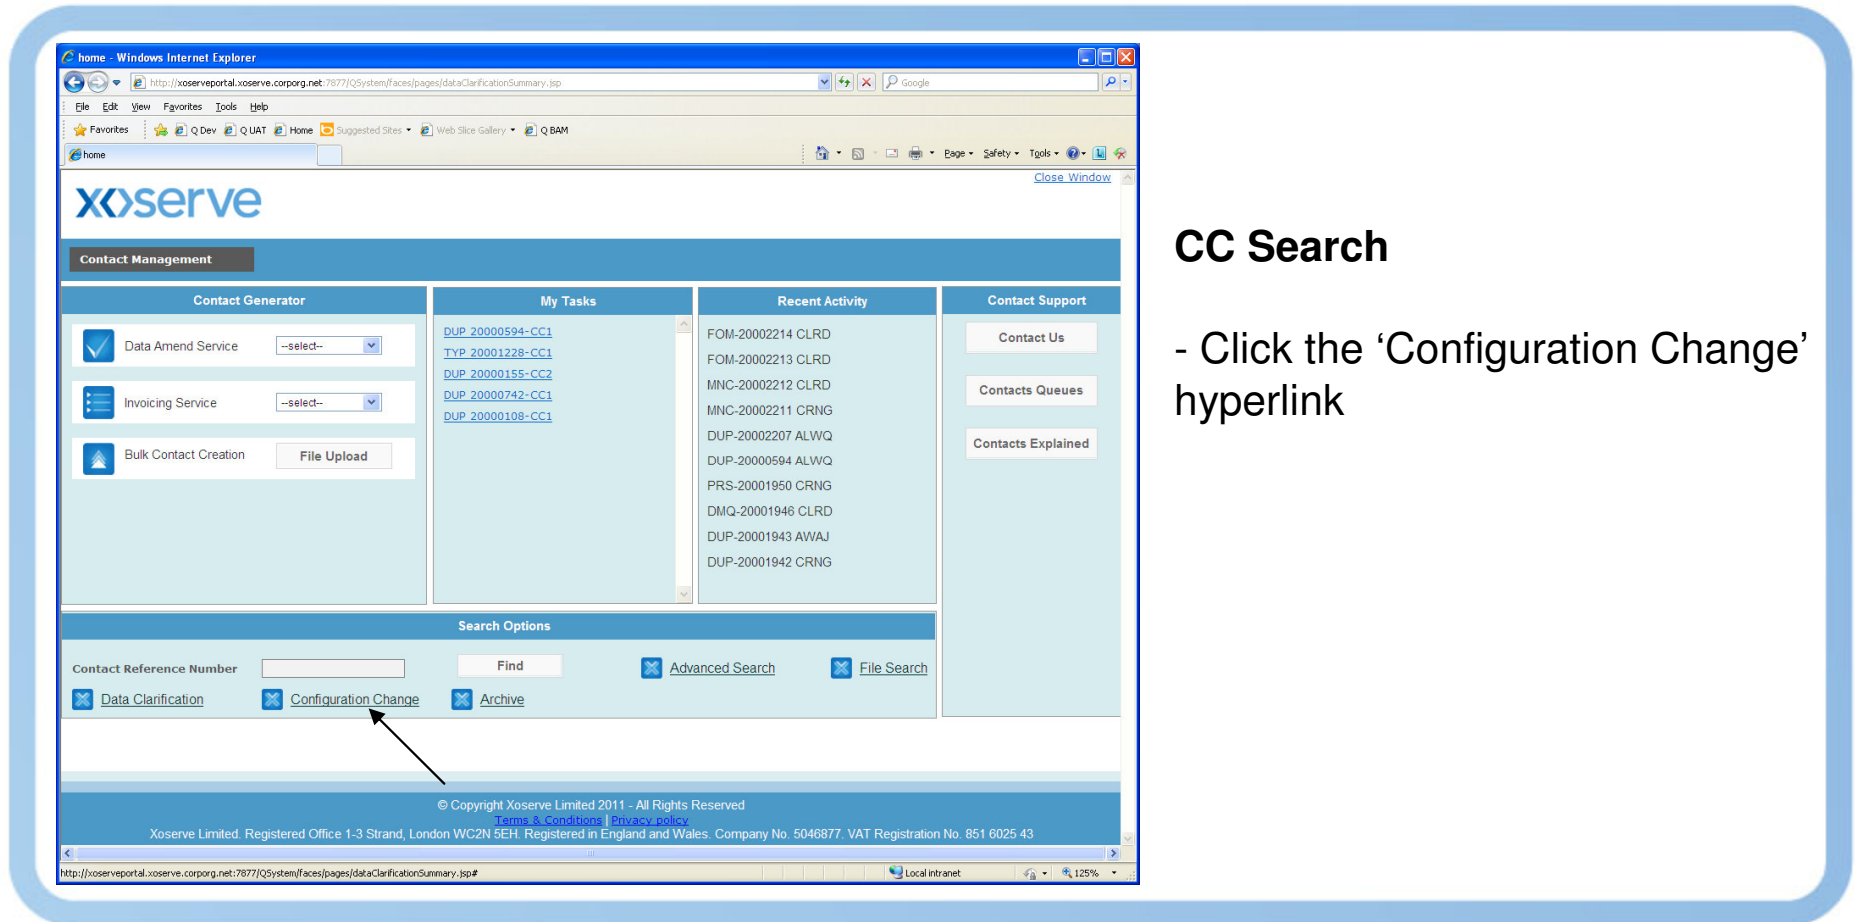 home - Windows Internet Explorer
http://xoserveportal.xoserve.corporg.net:7877/QSystem/faces/pages/dataClarificationSummary.jsp
Google
File Edit View Favorites Tools Help
Favorites Q Dev Q UAT Home Suggested Sites Web Slice Gallery Q BAM
home
Page Safety Tools
Close Window
xoserve
Contact Management
Contact Generator
Data Amend Service --select--
Invoicing Service --select--
Bulk Contact Creation File Upload
My Tasks
DUP 20000594-CC1
TYP 20001228-CC1
DUP 20000155-CC2
DUP 20000742-CC1
DUP 20000108-CC1
Recent Activity
FOM-20002214 CLRD
FOM-20002213 CLRD
MNC-20002212 CLRD
MNC-20002211 CRNG
DUP-20002207 ALWQ
DUP-20000594 ALWQ
PRS-20001950 CRNG
DMQ-20001946 CLRD
DUP-20001943 AWAJ
DUP-20001942 CRNG
Contact Support
Contact Us
Contacts Queues
Contacts Explained
Search Options
Contact Reference Number Find Advanced Search File Search
Data Clarification Configuration Change Archive
© Copyright Xoserve Limited 2011 - All Rights Reserved
Terms & Conditions | Privacy policy
Xoserve Limited. Registered Office 1-3 Strand, London WC2N 5EH. Registered in England and Wales. Company No. 5046877. VAT Registration No. 851 6025 43
http://xoserveportal.xoserve.corporg.net:7877/QSystem/faces/pages/dataClarificationSummary.jsp#
Local intranet
125%
CC Search
- Click the ‘Configuration Change’
hyperlink